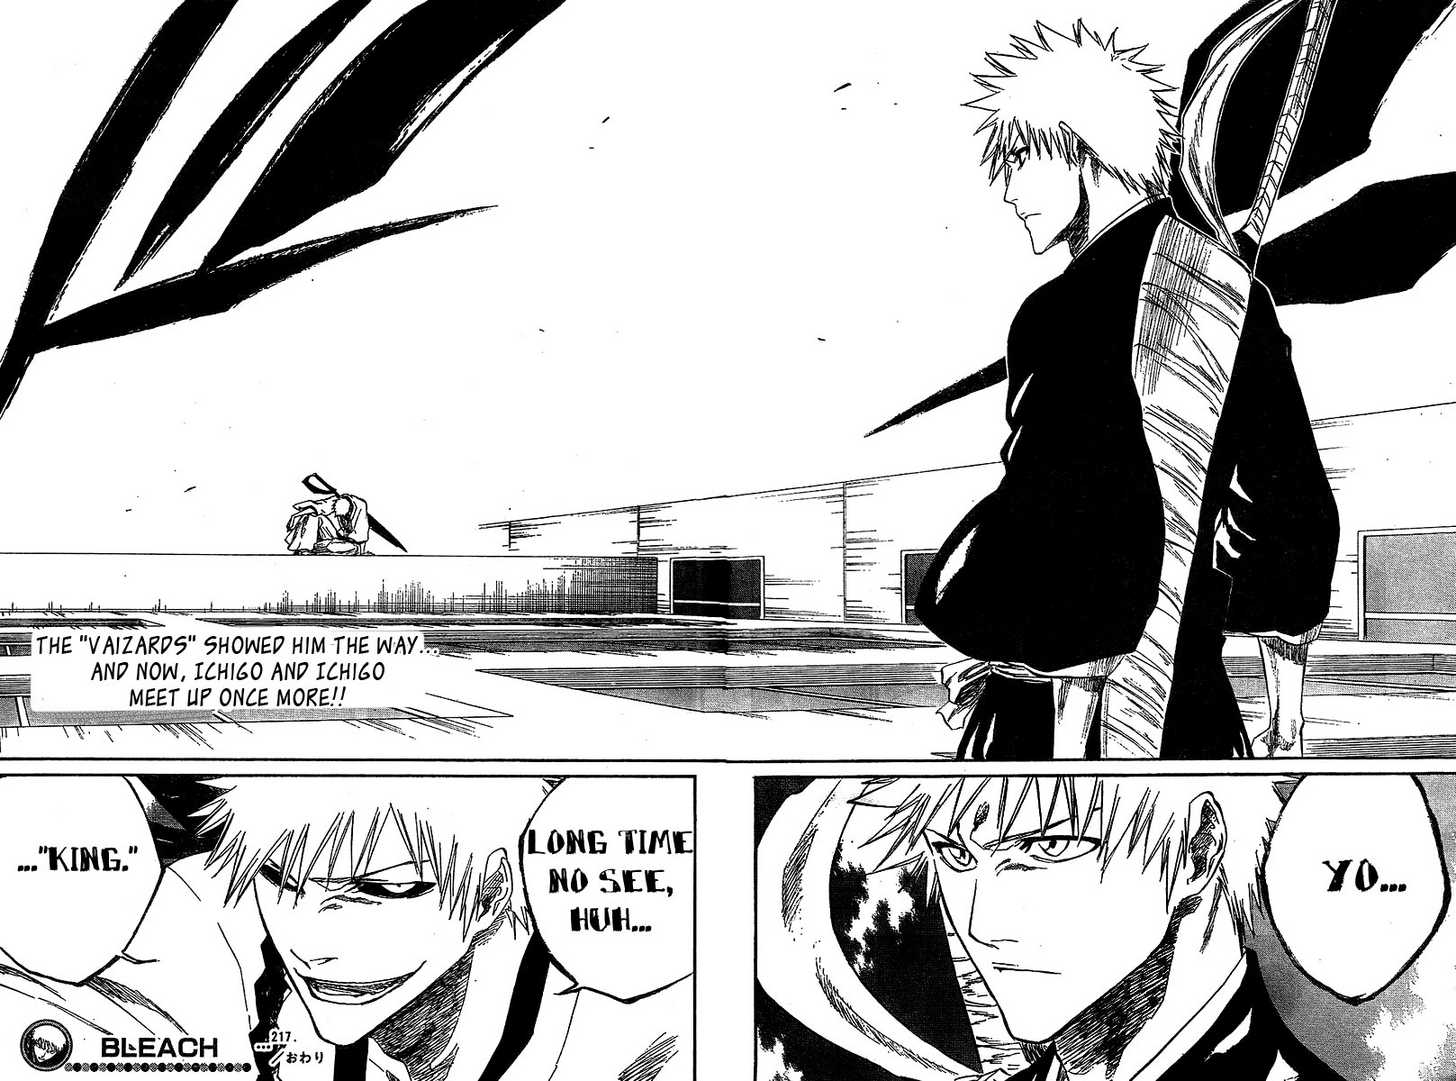 THE "VAIZARDS" SHOWED HIM THE WAY...
AND NOW, ICHIGO AND ICHIGO
MEET UP ONCE MORE!!
YO...
LONG TIME
NO SEE,
HUH...
..."KING."
BLEACH
...217.
おわり